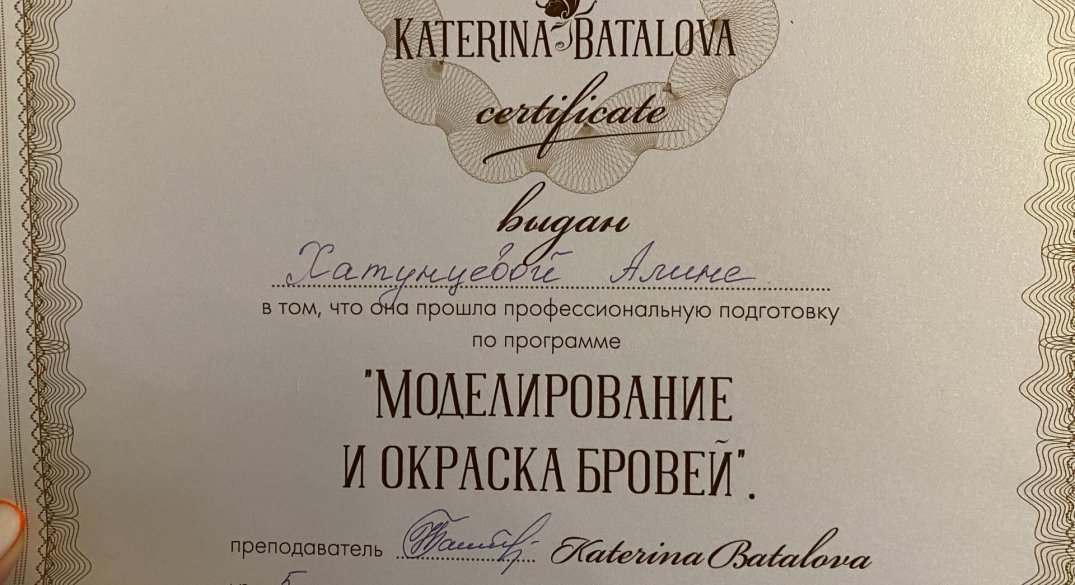 KATERINA BATALOVA
certificate
выдан
Хатунцевой Алине
в том, что она прошла профессиональную подготовку
по программе
"МОДЕЛИРОВАНИЕ
И ОКРАСКА БРОВЕЙ".
преподаватель Katerina Batalova